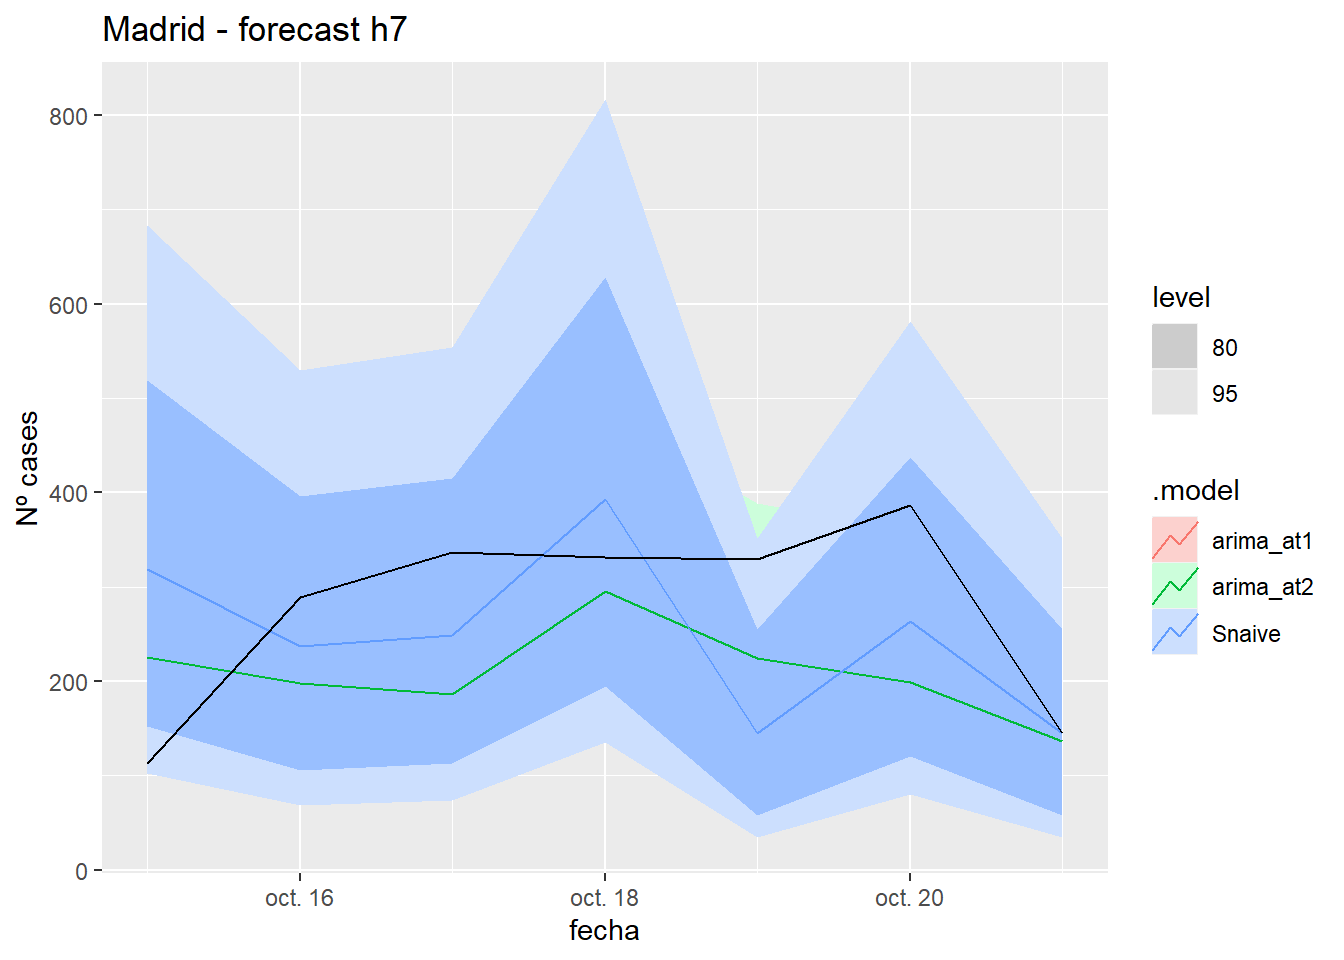 Madrid - forecast h7
800
600
400
200
0
Nº cases
oct. 16
oct. 18
oct. 20
fecha
level
80
95
.model
arima_at1
arima_at2
Snaive